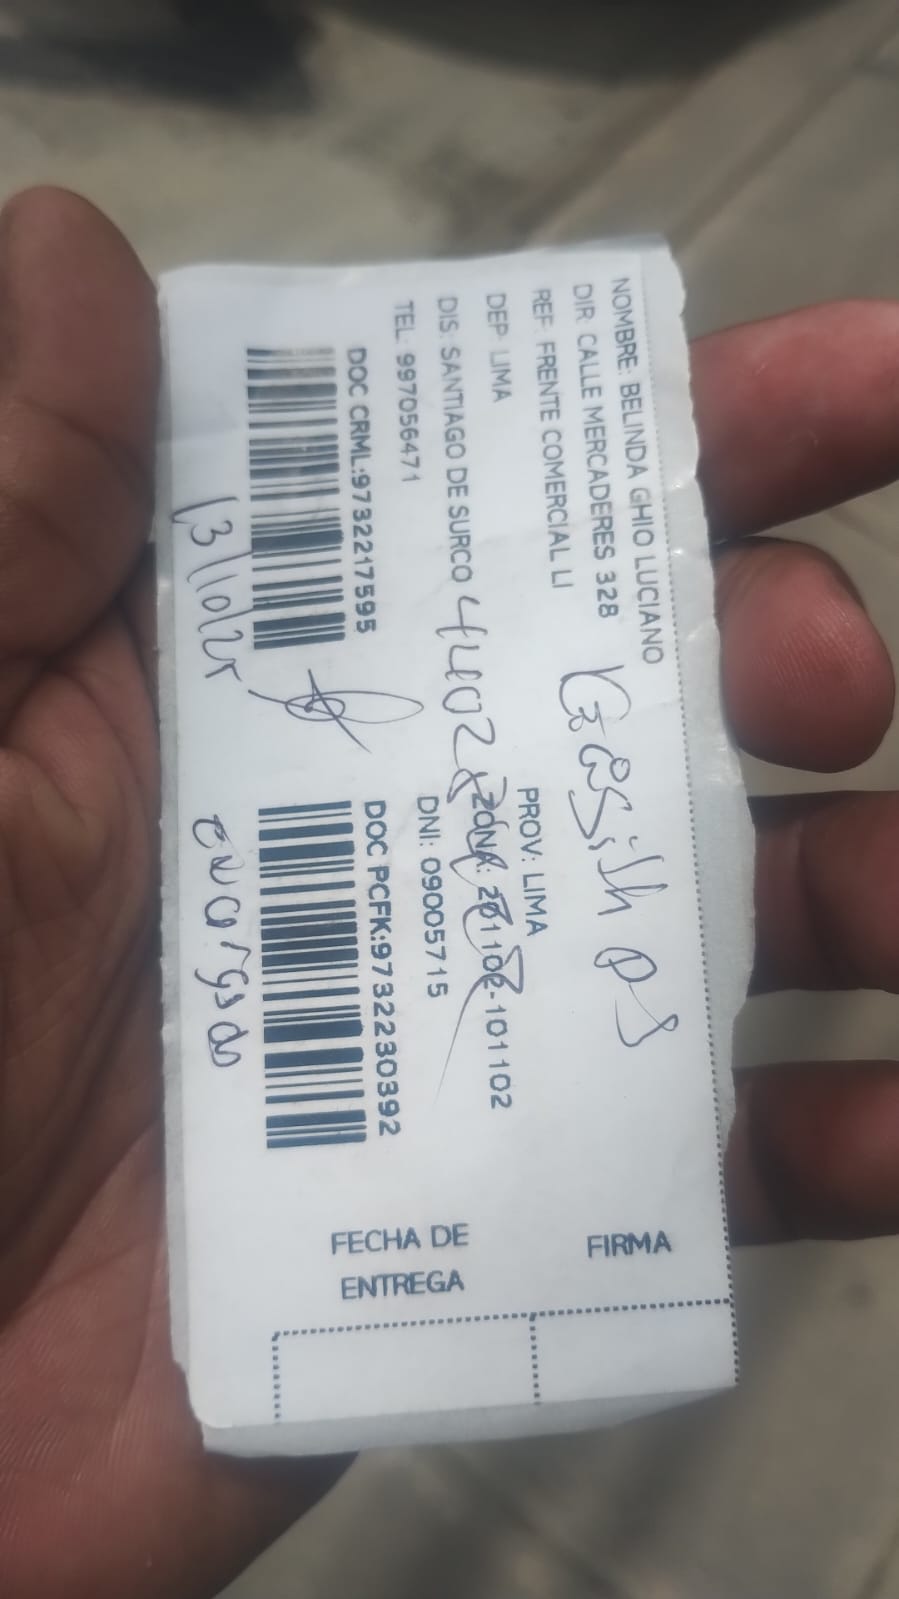 NOMBRE: BELINDA GHIO LUCIANO
DIR: CALLE MERCADERES 328
REF: FRENTE COMERCIAL LI
DEP: LIMA PROV: LIMA
DIS: SANTIAGO DE SURCO ZONA: 201102-101102
TEL: 997056471 DNI: 09005715
DOC CRML:9732217595 DOC PCFK:9732230392
13/10/25
FIRMA
FECHA DE
ENTREGA